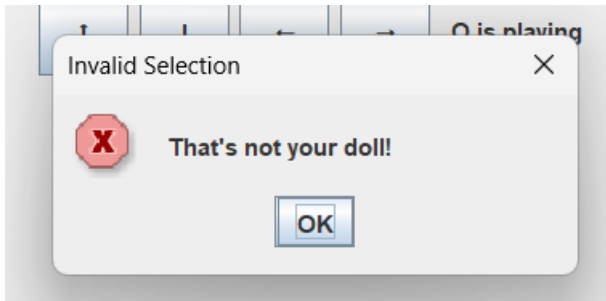 ↑ ↓ ← → O is playing
Invalid Selection
That's not your doll!
OK